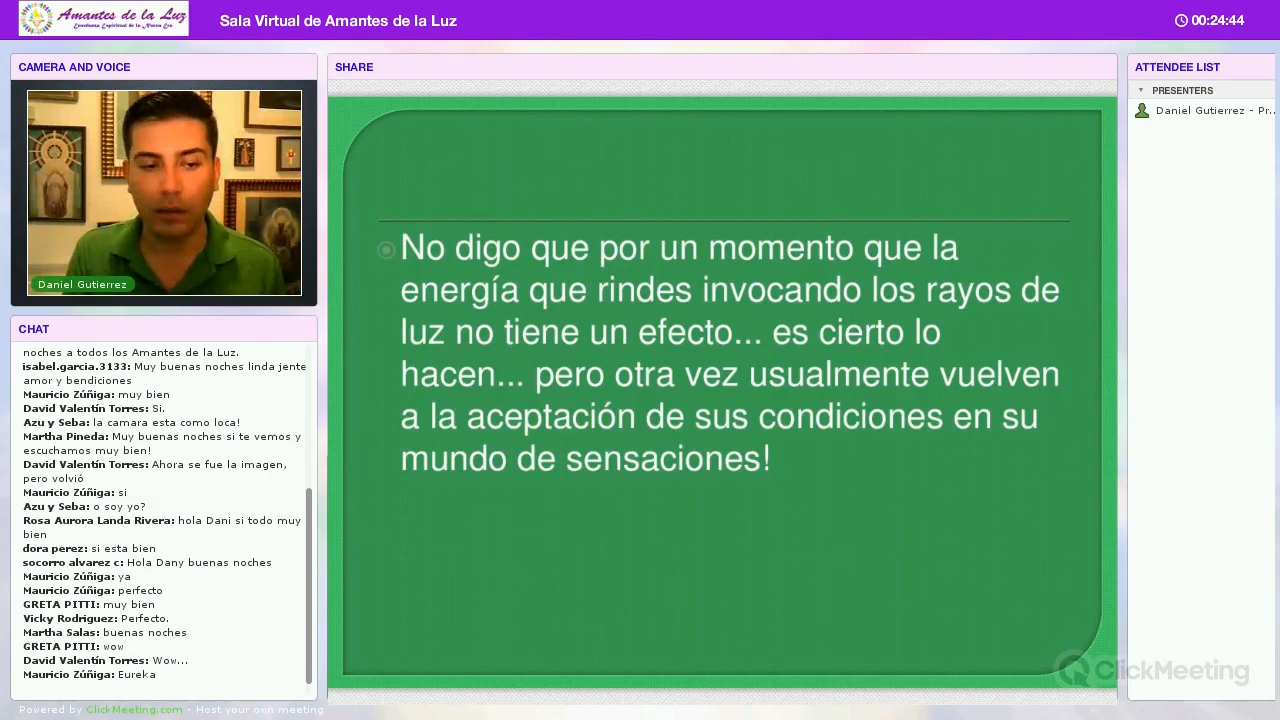 Amantes de la Luz
Enseñanza Espiritual de la Nueva Era
Sala Virtual de Amantes de la Luz
00:24:44
CAMERA AND VOICE
Daniel Gutierrez
CHAT
noches a todos los Amantes de la Luz.
isabel.garcia.3133: Muy buenas noches linda jente
amor y bendiciones
Mauricio Zúñiga: muy bien
David Valentín Torres: Si.
Azu y Seba: la camara esta como loca!
Martha Pineda: Muy buenas noches si te vemos y
escuchamos muy bien!
David Valentín Torres: Ahora se fue la imagen,
pero volvió
Mauricio Zúñiga: si
Azu y Seba: o soy yo?
Rosa Aurora Landa Rivera: hola Dani si todo muy
bien
dora perez: si esta bien
socorro alvarez c: Hola Dany buenas noches
Mauricio Zúñiga: ya
Mauricio Zúñiga: perfecto
GRETA PITTI: muy bien
Vicky Rodriguez: Perfecto.
Martha Salas: buenas noches
GRETA PITTI: wow
David Valentín Torres: Wow...
Mauricio Zúñiga: Eureka
Powered by ClickMeeting.com - Host your own meeting
SHARE
No digo que por un momento que la
energía que rindes invocando los rayos de
luz no tiene un efecto... es cierto lo
hacen... pero otra vez usualmente vuelven
a la aceptación de sus condiciones en su
mundo de sensaciones!
ClickMeeting
ATTENDEE LIST
PRESENTERS
Daniel Gutierrez - Pr...